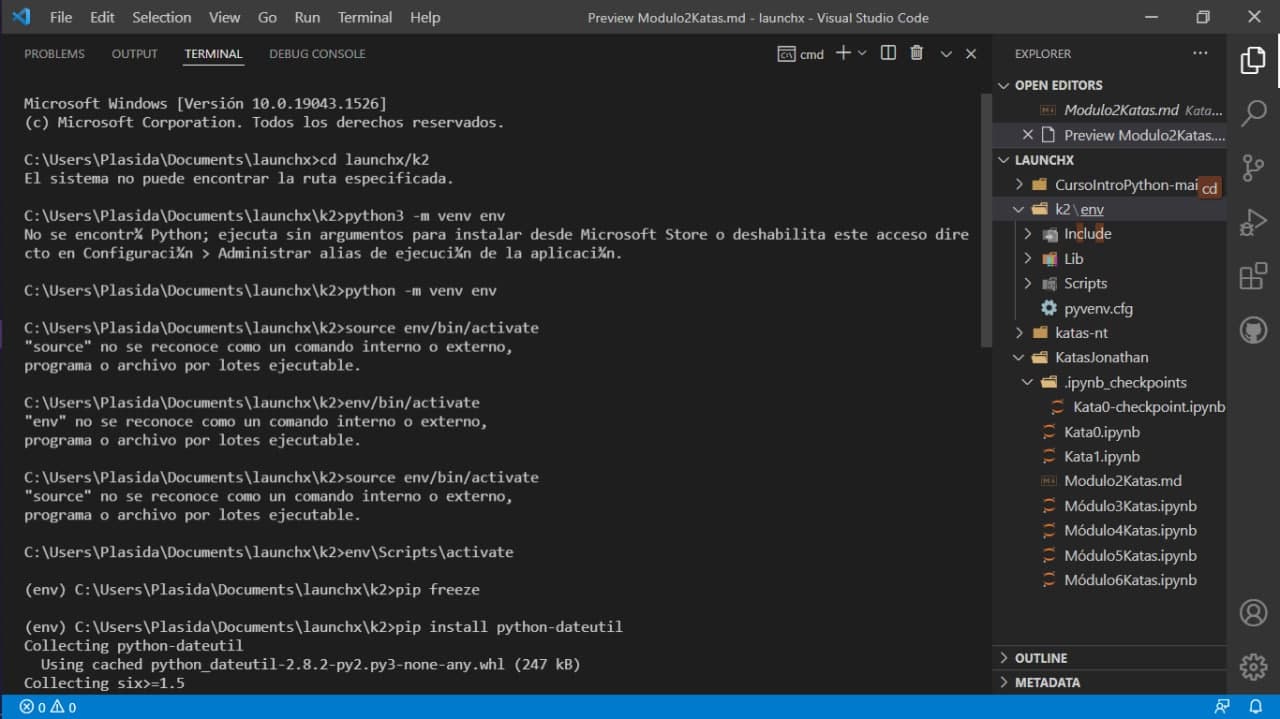 File Edit Selection View Go Run Terminal Help Preview Modulo2Katas.md - launchx - Visual Studio Code
PROBLEMS OUTPUT TERMINAL DEBUG CONSOLE cmd
Microsoft Windows [Versión 10.0.19043.1526]
(c) Microsoft Corporation. Todos los derechos reservados.
C:\Users\Plasida\Documents\launchx>cd launchx/k2
El sistema no puede encontrar la ruta especificada.
C:\Users\Plasida\Documents\launchx\k2>python3 -m venv env
No se encontr% Python; ejecuta sin argumentos para instalar desde Microsoft Store o deshabilita este acceso dire
cto en Configuraci%n > Administrar alias de ejecuci%n de la aplicaci%n.
C:\Users\Plasida\Documents\launchx\k2>python -m venv env
C:\Users\Plasida\Documents\launchx\k2>source env/bin/activate
"source" no se reconoce como un comando interno o externo,
programa o archivo por lotes ejecutable.
C:\Users\Plasida\Documents\launchx\k2>env/bin/activate
"env" no se reconoce como un comando interno o externo,
programa o archivo por lotes ejecutable.
C:\Users\Plasida\Documents\launchx\k2>source env/bin/activate
"source" no se reconoce como un comando interno o externo,
programa o archivo por lotes ejecutable.
C:\Users\Plasida\Documents\launchx\k2>env\Scripts\activate
(env) C:\Users\Plasida\Documents\launchx\k2>pip freeze
(env) C:\Users\Plasida\Documents\launchx\k2>pip install python-dateutil
Collecting python-dateutil
Using cached python_dateutil-2.8.2-py2.py3-none-any.whl (247 kB)
Collecting six>=1.5
EXPLORER ...
OPEN EDITORS
Modulo2Katas.md Kata...
Preview Modulo2Katas....
LAUNCHX
CursoIntroPython-mai cd
k2\env
Include
Lib
Scripts
pyvenv.cfg
katas-nt
KatasJonathan
.ipynb_checkpoints
Kata0-checkpoint.ipynb
Kata0.ipynb
Kata1.ipynb
Modulo2Katas.md
Módulo3Katas.ipynb
Módulo4Katas.ipynb
Módulo5Katas.ipynb
Módulo6Katas.ipynb
OUTLINE
METADATA
0 0